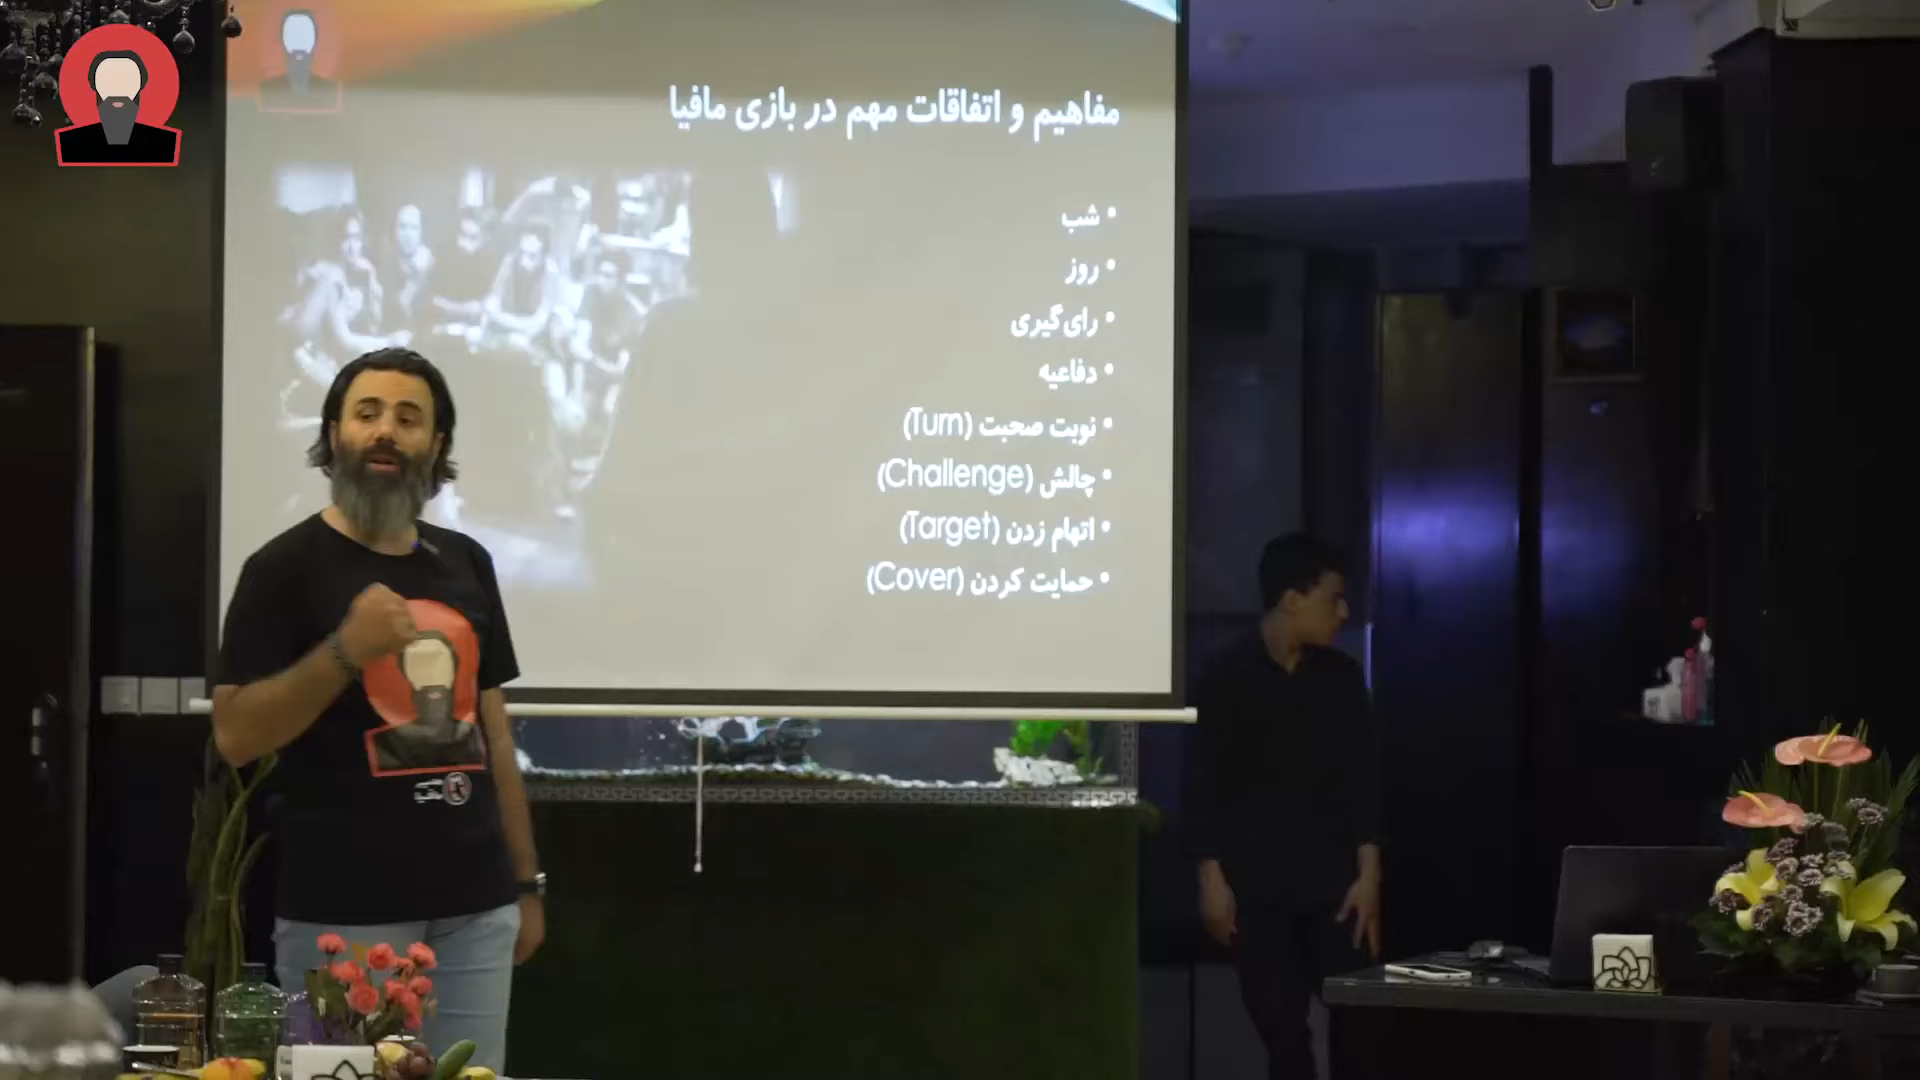 مفاهیم و اتفاقات مهم در بازی مافیا
• شب
• روز
• رای‌گیری
• دفاعیه
• نوبت صحبت (Turn)
• چالش (Challenge)
• اتهام زدن (Target)
• حمایت کردن (Cover)